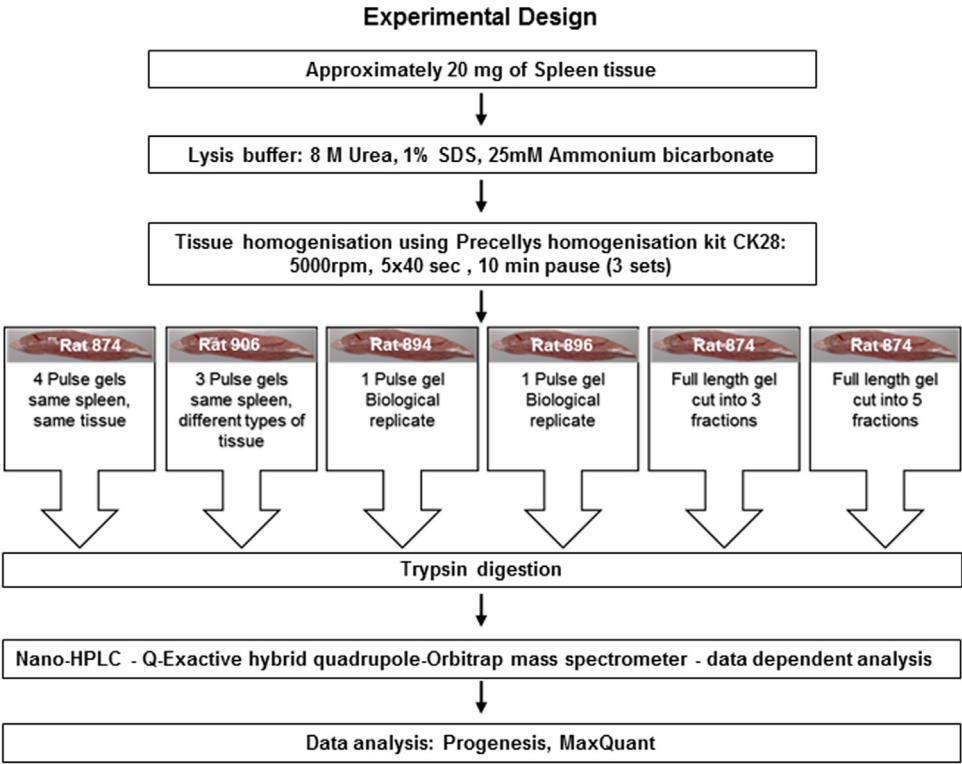 Experimental Design
Approximately 20 mg of Spleen tissue
Lysis buffer: 8 M Urea, 1% SDS, 25mM Ammonium bicarbonate
Tissue homogenisation using Precellys homogenisation kit CK28:
5000rpm, 5x40 sec , 10 min pause (3 sets)
Rat 874
4 Pulse gels
same spleen,
same tissue
Rat 906
3 Pulse gels
same spleen,
different types of
tissue
Rat 894
1 Pulse gel
Biological
replicate
Rat 896
1 Pulse gel
Biological
replicate
Rat 874
Full length gel
cut into 3
fractions
Rat 874
Full length gel
cut into 5
fractions
Trypsin digestion
Nano-HPLC - Q-Exactive hybrid quadrupole-Orbitrap mass spectrometer - data dependent analysis
Data analysis: Progenesis, MaxQuant